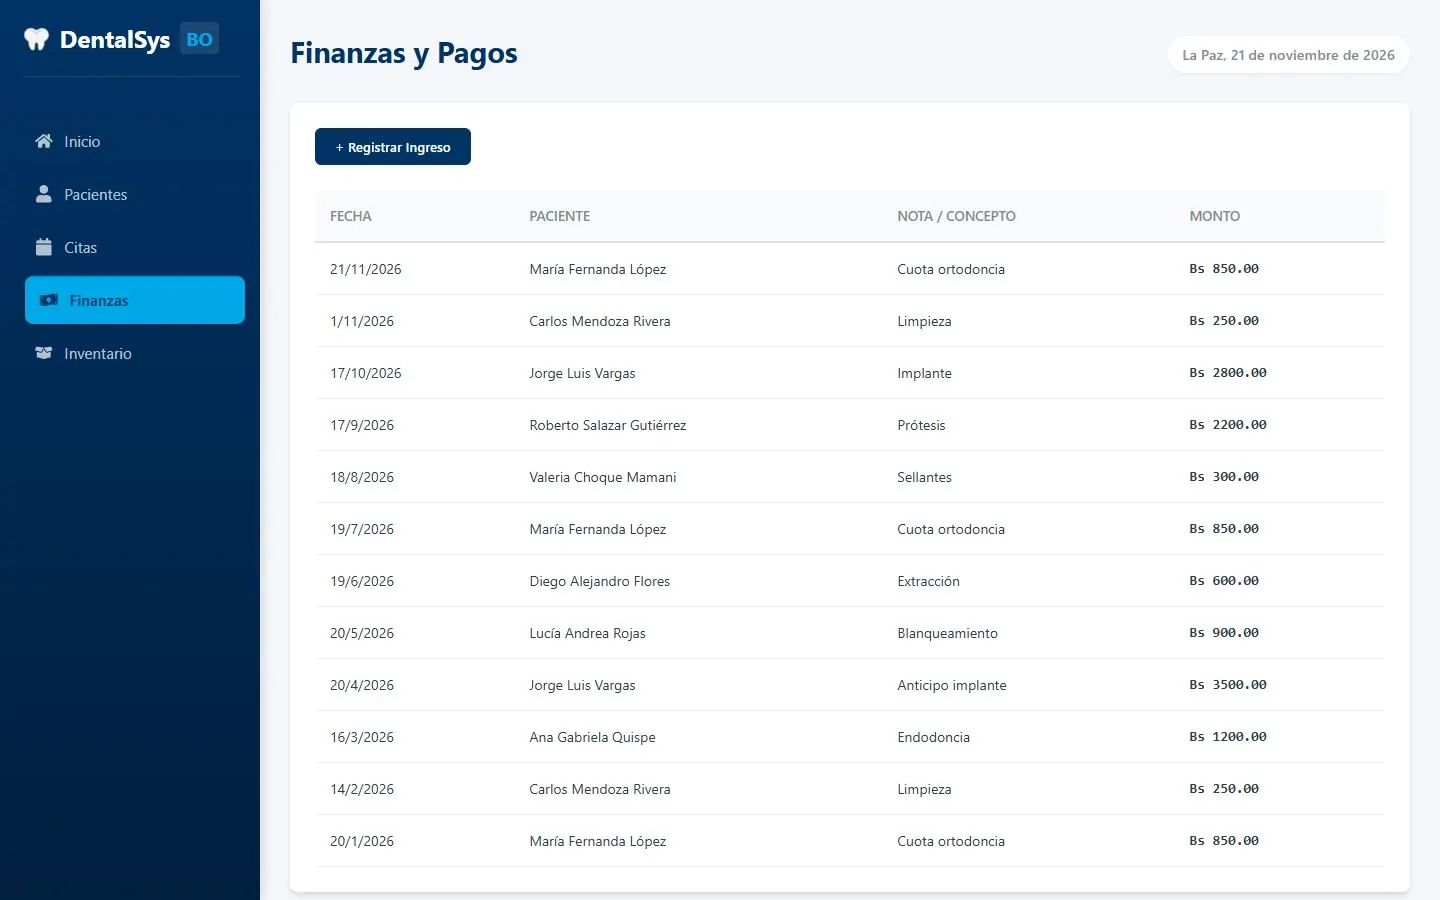 DentalSys BO
Inicio
Pacientes
Citas
Finanzas
Inventario
Finanzas y Pagos
La Paz, 21 de noviembre de 2026
+ Registrar Ingreso
FECHA PACIENTE NOTA / CONCEPTO MONTO
21/11/2026 María Fernanda López Cuota ortodoncia Bs 850.00
1/11/2026 Carlos Mendoza Rivera Limpieza Bs 250.00
17/10/2026 Jorge Luis Vargas Implante Bs 2800.00
17/9/2026 Roberto Salazar Gutiérrez Prótesis Bs 2200.00
18/8/2026 Valeria Choque Mamani Sellantes Bs 300.00
19/7/2026 María Fernanda López Cuota ortodoncia Bs 850.00
19/6/2026 Diego Alejandro Flores Extracción Bs 600.00
20/5/2026 Lucía Andrea Rojas Blanqueamiento Bs 900.00
20/4/2026 Jorge Luis Vargas Anticipo implante Bs 3500.00
16/3/2026 Ana Gabriela Quispe Endodoncia Bs 1200.00
14/2/2026 Carlos Mendoza Rivera Limpieza Bs 250.00
20/1/2026 María Fernanda López Cuota ortodoncia Bs 850.00